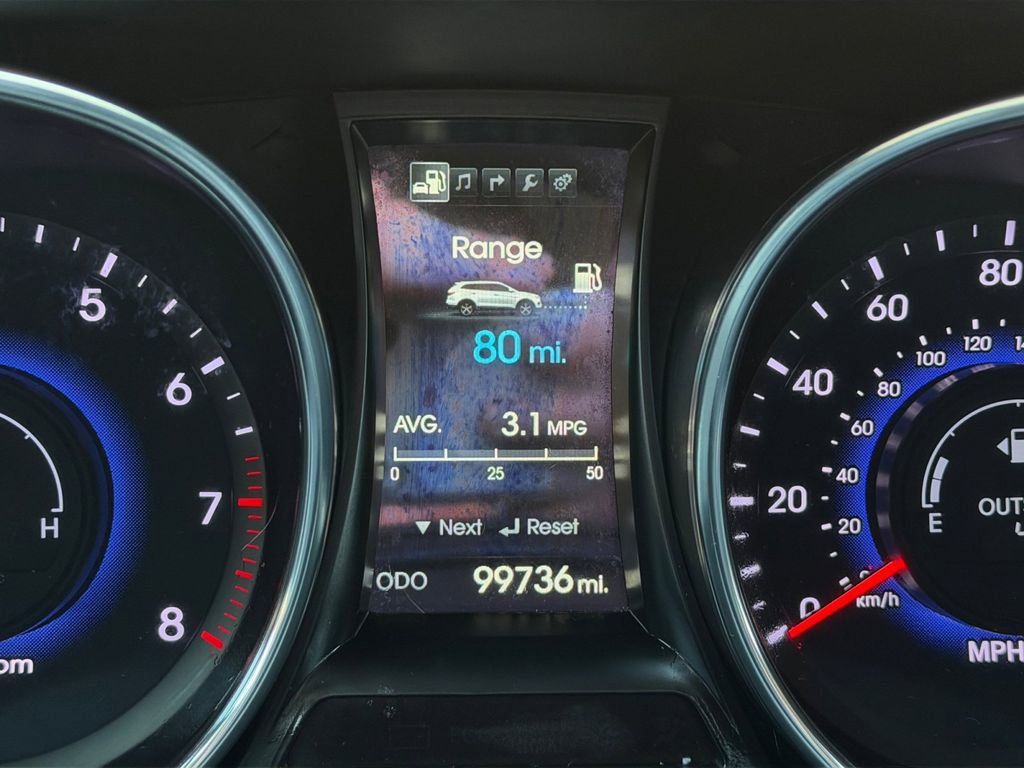 Range
80 mi.
AVG. 3.1 MPG
0 25 50
▼ Next ↵ Reset
ODO 99736 mi.
5
6
7
8
H
0
20
40
60
80
20
40
60
80
100
120
km/h
MPH
E